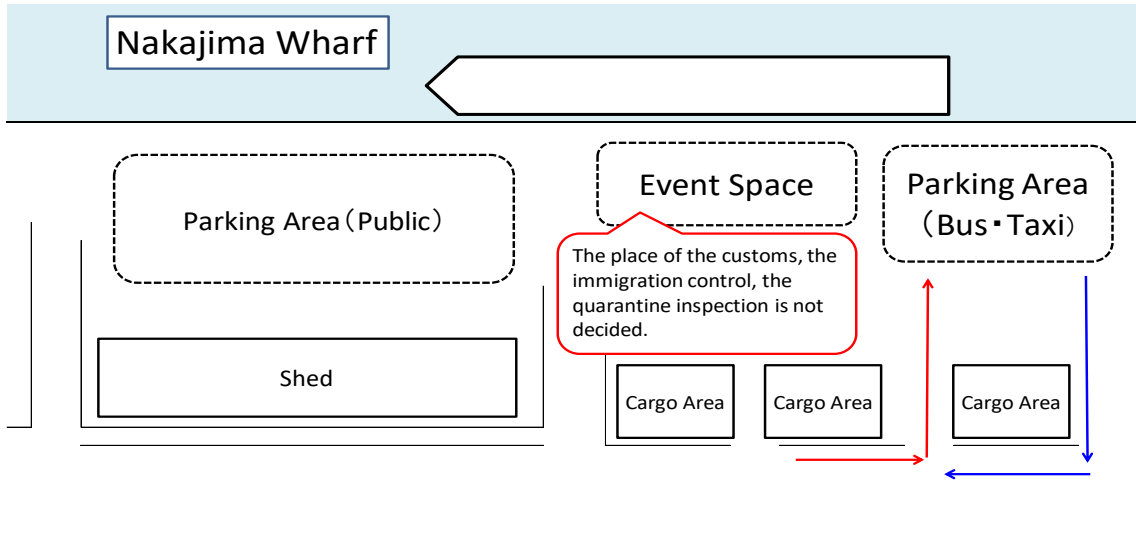 Nakajima Wharf
Parking Area（Public）
Event Space
Parking Area
（Bus・Taxi）
The place of the customs, the
immigration control, the
quarantine inspection is not
decided.
Shed
Cargo Area
Cargo Area
Cargo Area